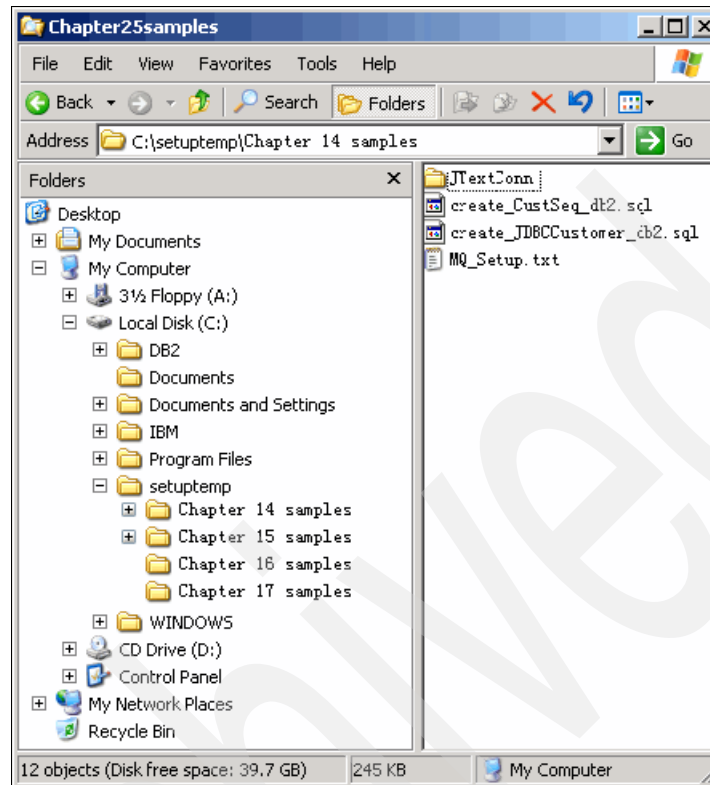 Chapter25samples
File Edit View Favorites Tools Help
Back Search Folders
Address C:\setuptemp\Chapter 14 samples Go
Folders
Desktop
My Documents
My Computer
3½ Floppy (A:)
Local Disk (C:)
DB2
Documents
Documents and Settings
IBM
Program Files
setuptemp
Chapter 14 samples
Chapter 15 samples
Chapter 16 samples
Chapter 17 samples
WINDOWS
CD Drive (D:)
Control Panel
My Network Places
Recycle Bin
JTextConn
create_CustSeq_db2.sql
create_JDBCCustomer_db2.sql
MQ_Setup.txt
12 objects (Disk free space: 39.7 GB) 245 KB My Computer
hived